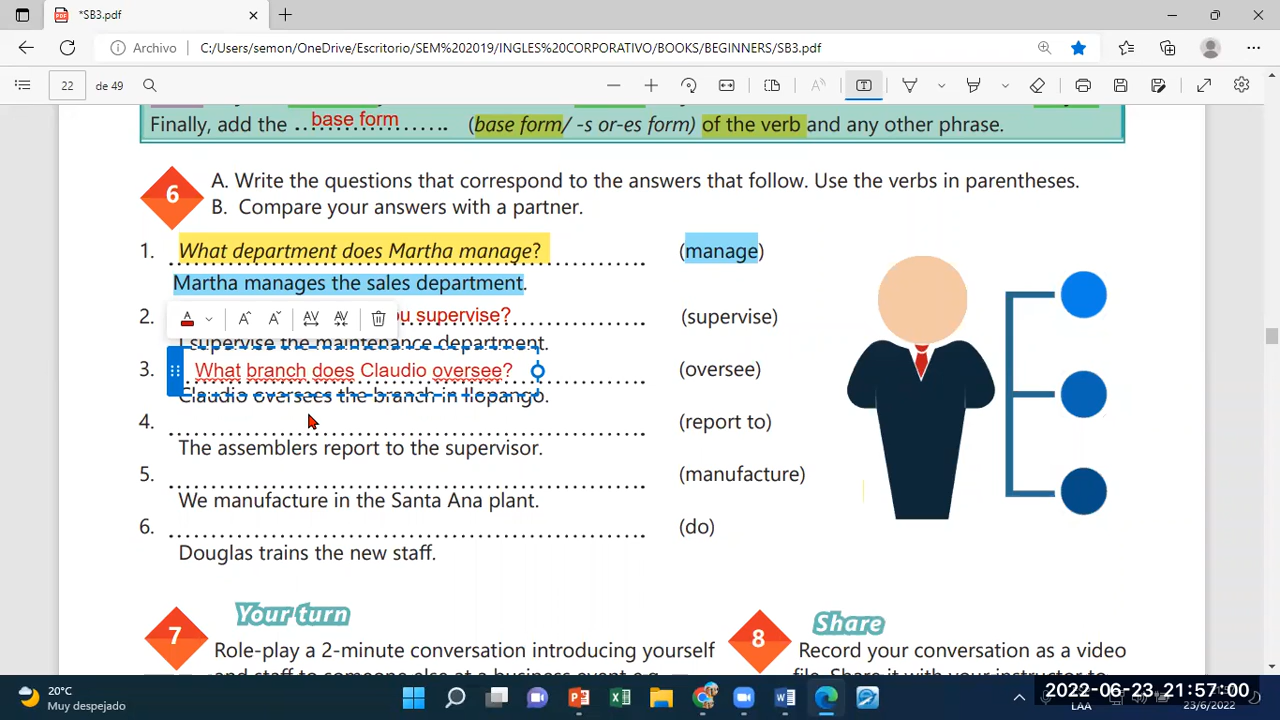 *SB3.pdf
Archivo
C:/Users/semon/OneDrive/Escritorio/SEM%202019/INGLES%20CORPORATIVO/BOOKS/BEGINNERS/SB3.pdf
22 de 49
Finally, add the base form (base form/ -s or-es form) of the verb and any other phrase.
6
A. Write the questions that correspond to the answers that follow. Use the verbs in parentheses.
B. Compare your answers with a partner.
1. What department does Martha manage? (manage)
Martha manages the sales department.
2. you supervise? (supervise)
I supervise the maintenance department.
3. What branch does Claudio oversee? (oversee)
Claudio oversees the branch in Ilopango.
4. (report to)
The assemblers report to the supervisor.
5. (manufacture)
We manufacture in the Santa Ana plant.
6. (do)
Douglas trains the new staff.
7 Your turn
Role-play a 2-minute conversation introducing yourself
8 Share
Record your conversation as a video
20°C
Muy despejado
2022-06-23 21:57:00
LAA
23/6/2022